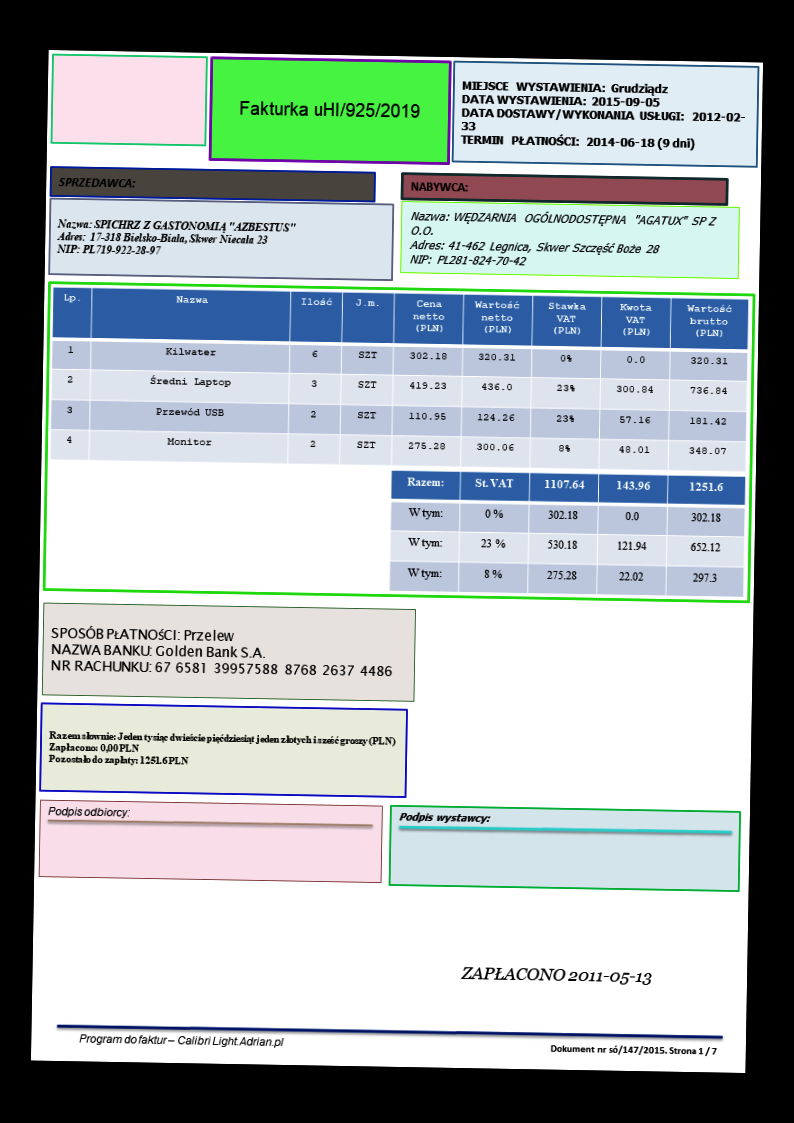 Fakturka uHI/925/2019
MIEJSCE WYSTAWIENIA: Grudziądz
DATA WYSTAWIENIA: 2015-09-05
DATA DOSTAWY/WYKONANIA USŁUGI: 2012-02-
33
TERMIN PŁATNOŚCI: 2014-06-18 (9 dni)
SPRZEDAWCA:
Nazwa: SPICHRZ Z GASTONOMIĄ "AZBESTUS"
Adres: 17-318 Bielsko-Biała, Skwer Niecała 23
NIP: PL719-922-28-97
NABYWCA:
Nazwa: WĘDZARNIA OGÓLNODOSTĘPNA "AGATUX" SP Z
O.O.
Adres: 41-462 Legnica, Skwer Szczęść Boże 28
NIP: PL281-824-70-42
Lp. Nazwa Ilość J.m. Cena netto (PLN) Wartość netto (PLN) Stawka VAT (PLN) Kwota VAT (PLN) Wartość brutto (PLN)
1 Kilwater 6 SZT 302.18 320.31 0% 0.0 320.31
2 Średni Laptop 3 SZT 419.23 436.0 23% 300.84 736.84
3 Przewód USB 2 SZT 110.95 124.26 23% 57.16 181.42
4 Monitor 2 SZT 275.28 300.06 8% 48.01 348.07
Razem: St. VAT 1107.64 143.96 1251.6
W tym: 0 % 302.18 0.0 302.18
W tym: 23 % 530.18 121.94 652.12
W tym: 8 % 275.28 22.02 297.3
SPOSÓB PŁATNOŚCI: Przelew
NAZWA BANKU: Golden Bank S.A.
NR RACHUNKU: 67 6581 39957588 8768 2637 4486
Razem słownie: Jeden tysiąc dwieście pięćdziesiąt jeden złotych i sześć groszy (PLN)
Zapłacono: 0,00 PLN
Pozostało do zapłaty: 1251.6 PLN
Podpis odbiorcy:
Podpis wystawcy:
ZAPŁACONO 2011-05-13
Program do faktur – Calibri Light.Adrian.pl
Dokument nr só/147/2015. Strona 1 / 7